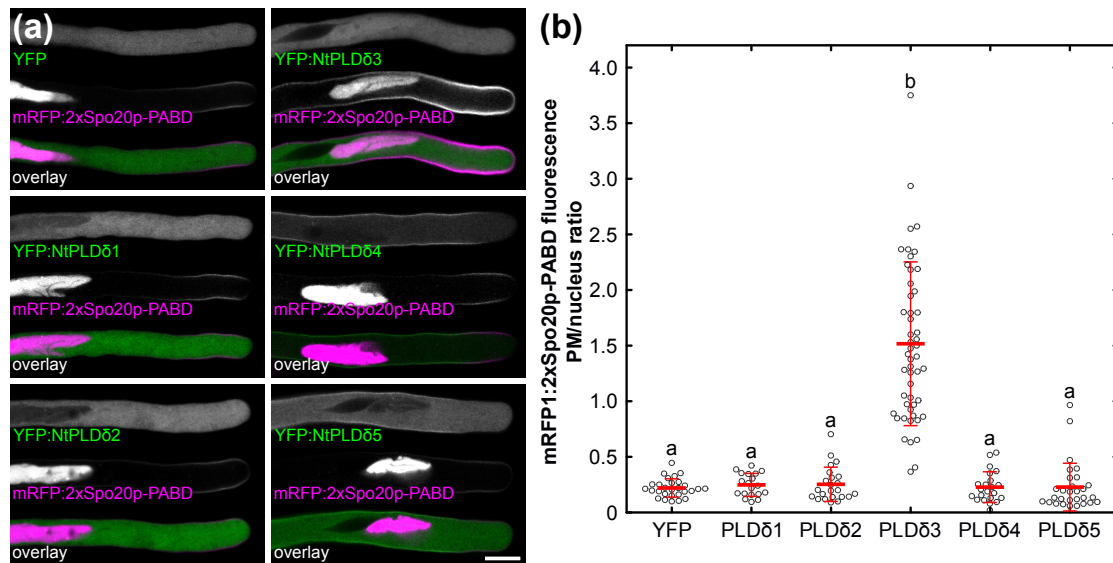 (a)
YFP
mRFP:2xSpo20p-PABD
overlay
YFP:NtPLDδ3
mRFP:2xSpo20p-PABD
overlay
YFP:NtPLDδ1
mRFP:2xSpo20p-PABD
overlay
YFP:NtPLDδ4
mRFP:2xSpo20p-PABD
overlay
YFP:NtPLDδ2
mRFP:2xSpo20p-PABD
overlay
YFP:NtPLDδ5
mRFP:2xSpo20p-PABD
overlay
(b)
mRFP1:2xSpo20p-PABD fluorescence
PM/nucleus ratio
4.0
3.5
3.0
2.5
2.0
1.5
1.0
0.5
0
a
a
a
b
a
a
YFP PLDδ1 PLDδ2 PLDδ3 PLDδ4 PLDδ5